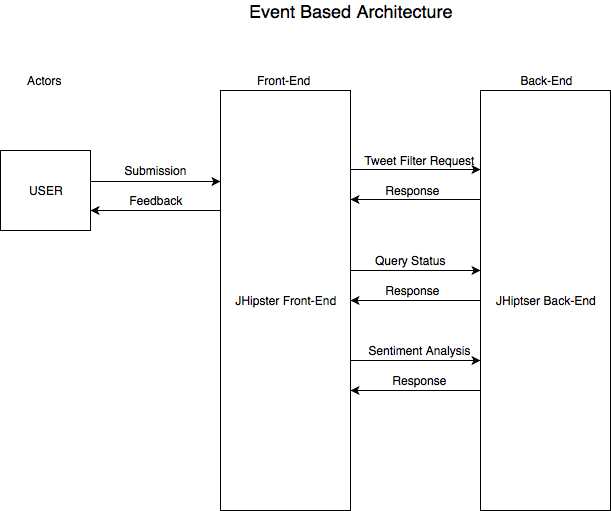 Event Based Architecture
Actors
Front-End
Back-End
Submission
Tweet Filter Request
USER
Feedback
Response
Query Status
Response
JHipster Front-End
JHiptser Back-End
Sentiment Analysis
Response